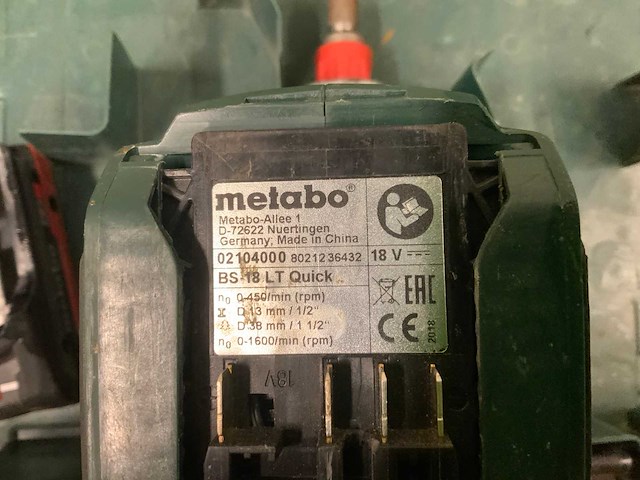 metabo®
Metabo-Allee 1
D-72622 Nuertingen
Germany, Made in China
02104000 8021236432 18 V
BS 18 LT Quick
n₀ 0-450/min (rpm)
D 13 mm / 1/2"
D 38 mm / 1 1/2"
n₀ 0-1600/min (rpm)
EAC
CE
2018
18V